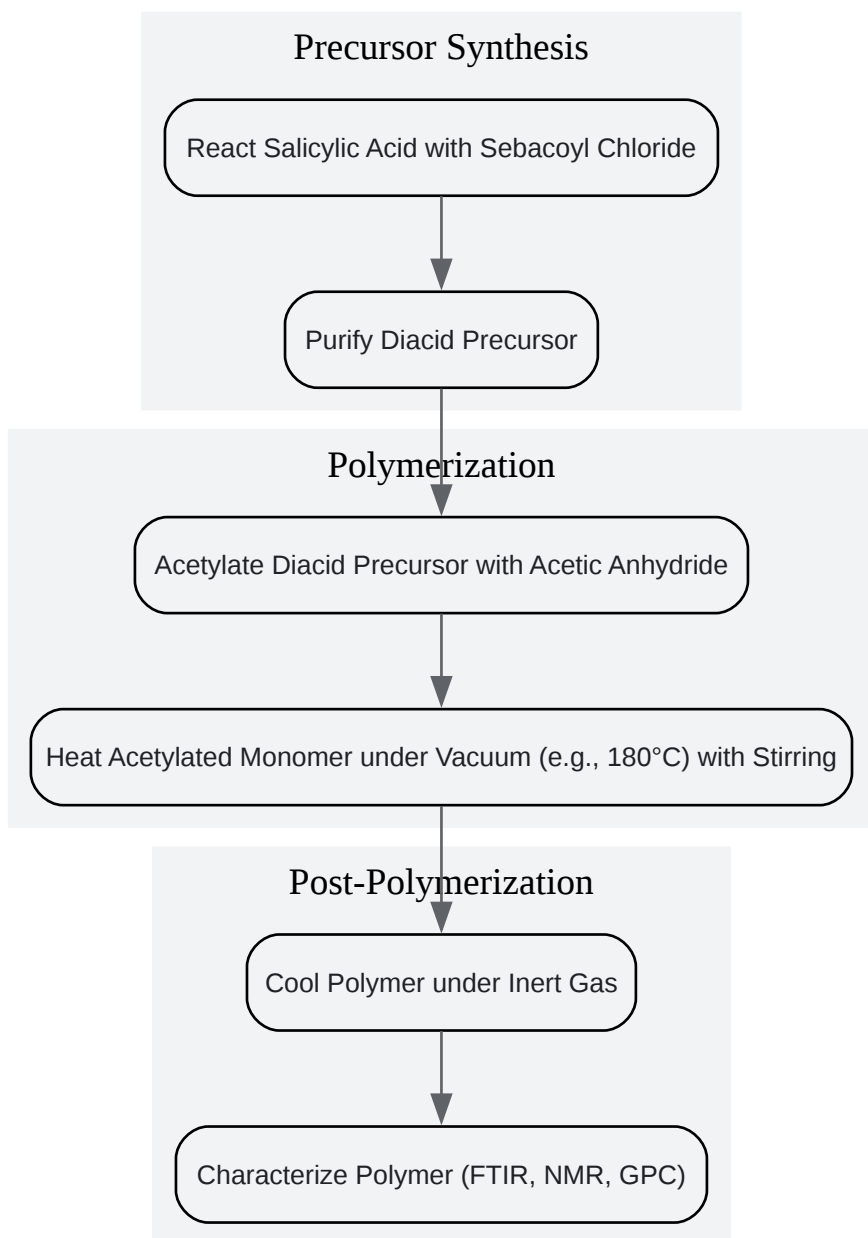 Precursor Synthesis
React Salicylic Acid with Sebacoyl Chloride
Purify Diacid Precursor
Polymerization
Acetylate Diacid Precursor with Acetic Anhydride
Heat Acetylated Monomer under Vacuum (e.g., 180°C) with Stirring
Post-Polymerization
Cool Polymer under Inert Gas
Characterize Polymer (FTIR, NMR, GPC)